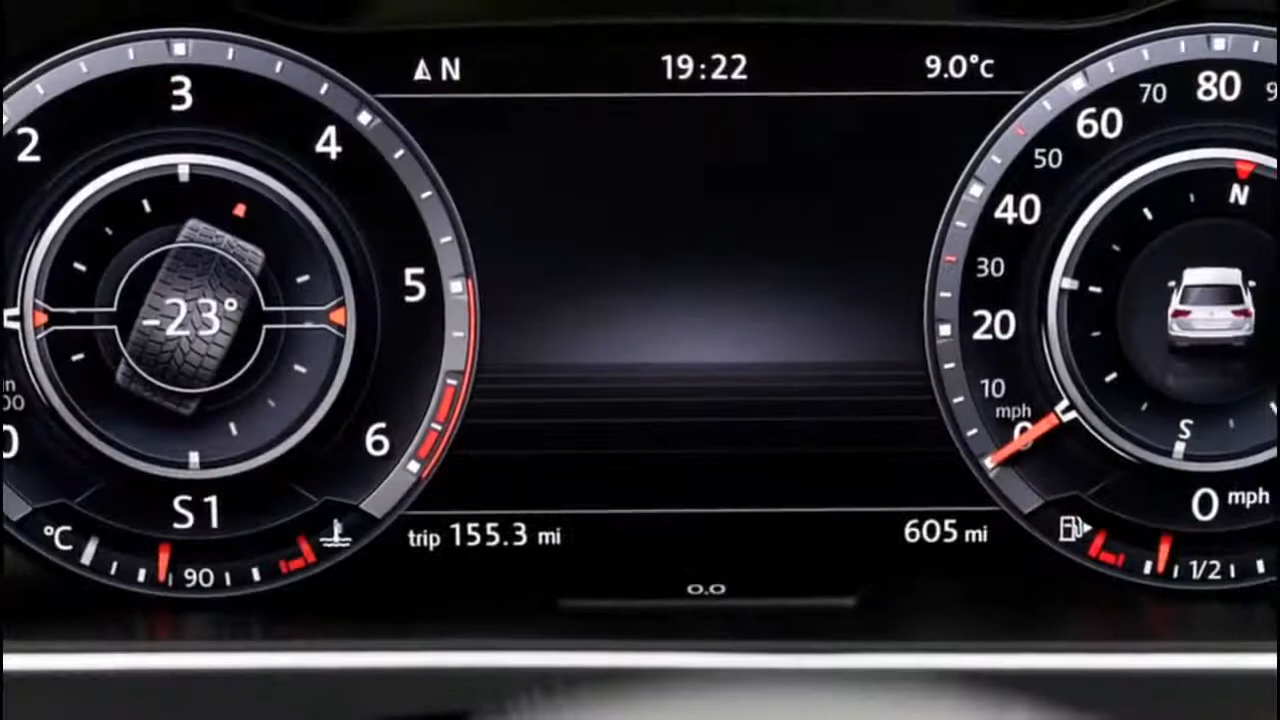 N 19:22 9.0°C
2 3 4 5 6
-23°
S1
°C 90
trip 155.3 mi 605 mi
0.0
0 10 20 30 40 50 60 70 80
mph
N
S
0 mph
1/2